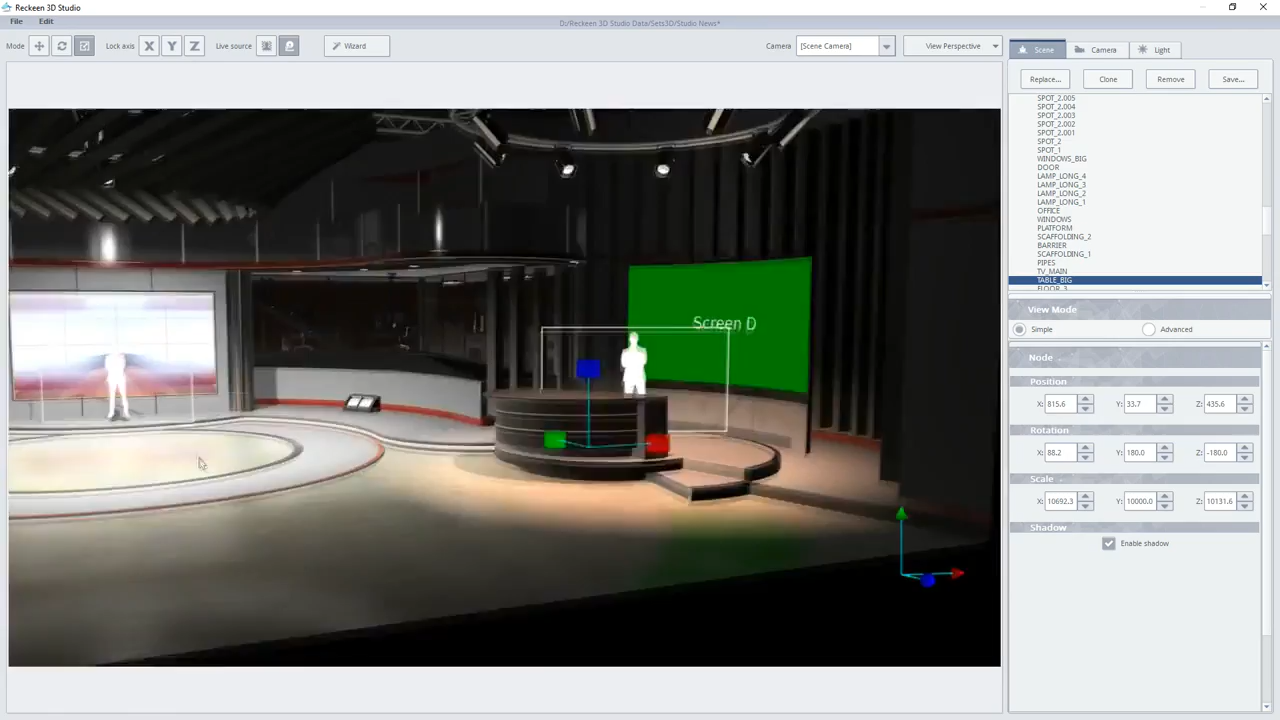 Reckeen 3D Studio
File Edit
D:/Reckeen 3D Studio Data/Sets3D/Studio News*
Mode Lock axis X Y Z Live source Wizard Camera [Scene Camera] View Perspective
Scene Camera Light
Replace... Clone Remove Save...
SPOT_2.005
SPOT_2.004
SPOT_2.003
SPOT_2.002
SPOT_2.001
SPOT_2
SPOT_1
WINDOWS_BIG
DOOR
LAMP_LONG_4
LAMP_LONG_3
LAMP_LONG_2
LAMP_LONG_1
OFFICE
WINDOWS
PLATFORM
SCAFFOLDING_2
BARRIER
SCAFFOLDING_1
PIPES
TV_MAIN
TABLE_BIG
FLOOR_3
View Mode
Simple Advanced
Node
Position
X: 815.6 Y: 33.7 Z: 435.6
Rotation
X: 88.2 Y: 180.0 Z: -180.0
Scale
X: 10692.3 Y: 10000.0 Z: 10131.6
Shadow
Enable shadow
Screen D